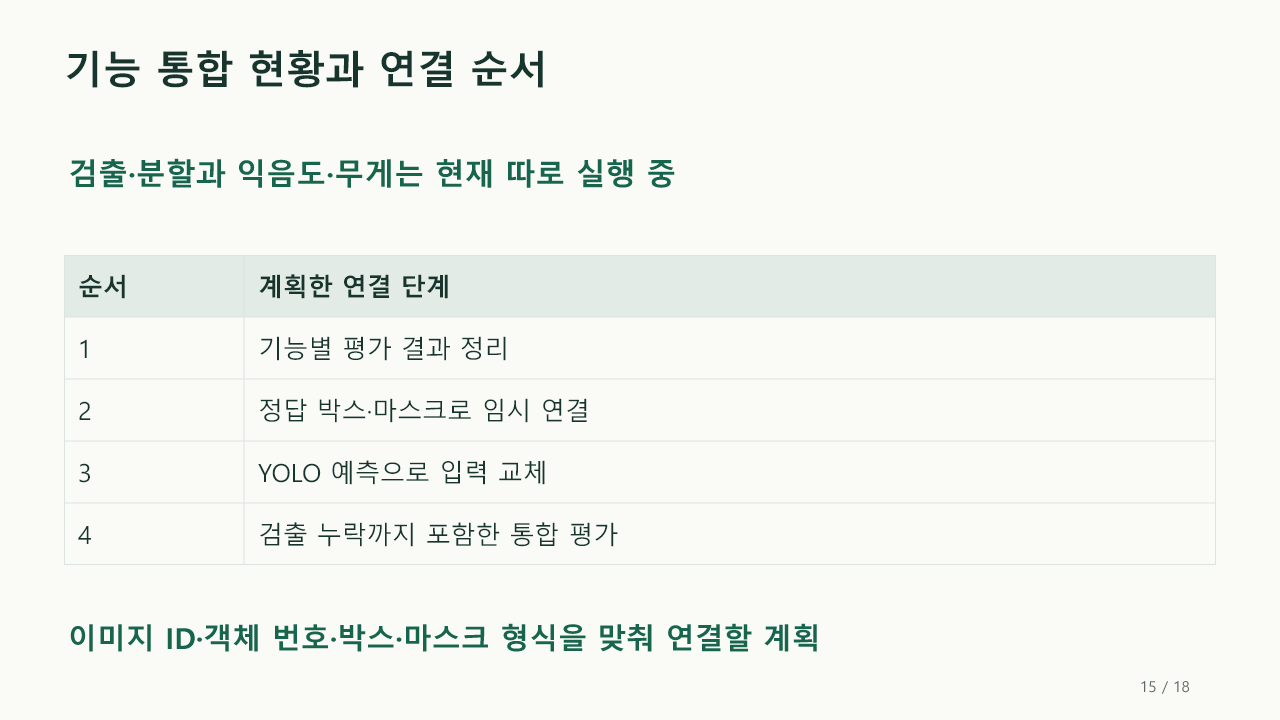 기능 통합 현황과 연결 순서
검출·분할과 익음도·무게는 현재 따로 실행 중
순서 계획한 연결 단계
1 기능별 평가 결과 정리
2 정답 박스·마스크로 임시 연결
3 YOLO 예측으로 입력 교체
4 검출 누락까지 포함한 통합 평가
이미지 ID·객체 번호·박스·마스크 형식을 맞춰 연결할 계획
15 / 18